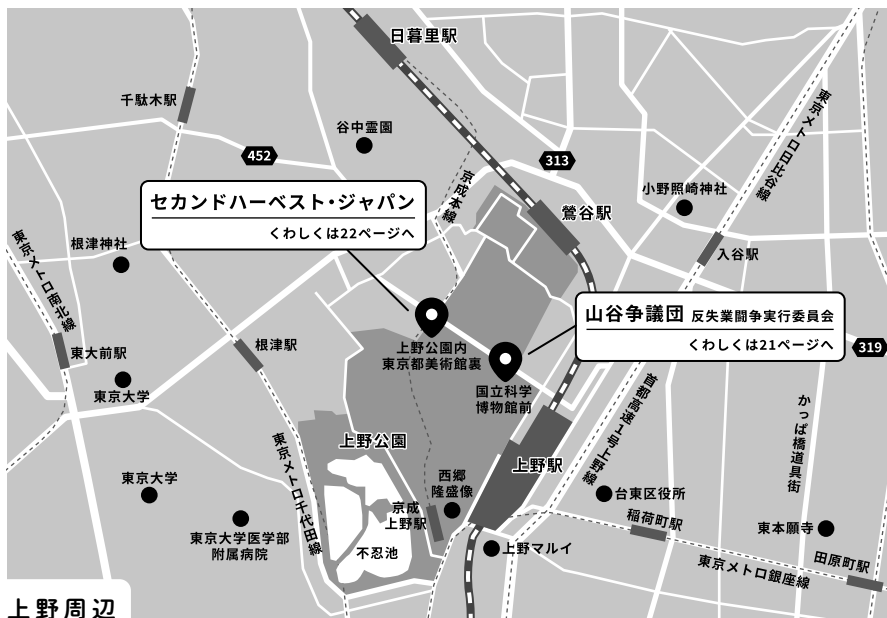 日暮里駅
千駄木駅
谷中霊園
452
313
東京メトロ日比谷線
京成本線
小野照崎神社
セカンドハーベスト・ジャパン
くわしくは22ページへ
鶯谷駅
東京メトロ南北線
根津神社
入谷駅
山谷争議団 反失業闘争実行委員会
くわしくは21ページへ
319
東大前駅
根津駅
上野公園内
東京都美術館裏
国立科学
博物館前
東京大学
首都高速1号上野線
かっぱ橋道具街
上野公園
東京メトロ千代田線
上野駅
西郷
隆盛像
東京大学
台東区役所
京成
上野駅
稲荷町駅
東本願寺
東京大学医学部
附属病院
不忍池
上野マルイ
田原町駅
東京メトロ銀座線
上野周辺